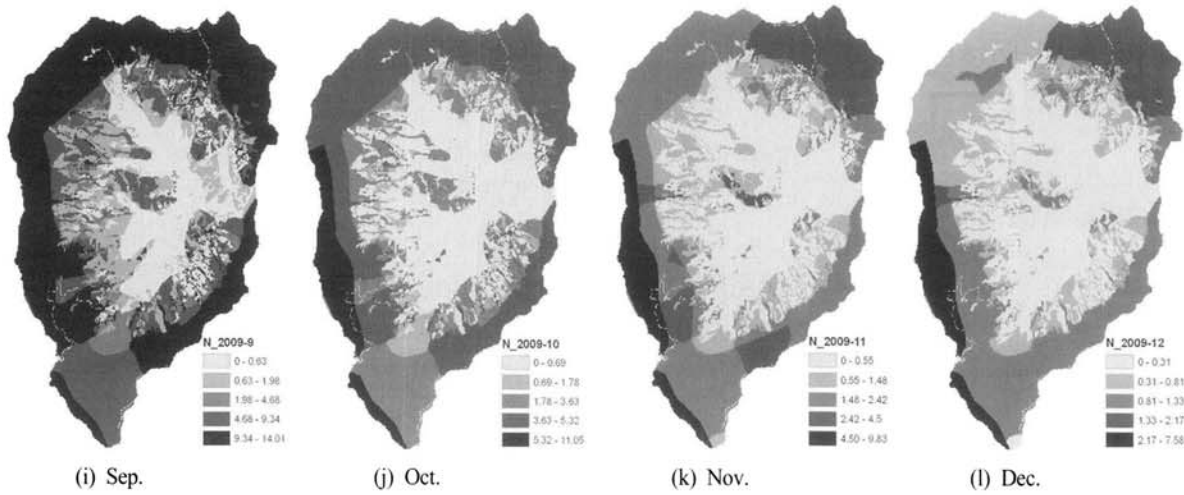 N_2009-9
0 - 0.63
0.63 - 1.98
1.98 - 4.68
4.68 - 9.34
9.34 - 14.01
(i) Sep.
N_2009-10
0 - 0.69
0.69 - 1.78
1.78 - 3.63
3.63 - 5.32
5.32 - 11.05
(j) Oct.
N_2009-11
0 - 0.55
0.55 - 1.48
1.48 - 2.42
2.42 - 4.5
4.50 - 9.83
(k) Nov.
N_2009-12
0 - 0.31
0.31 - 0.81
0.81 - 1.33
1.33 - 2.17
2.17 - 7.58
(l) Dec.